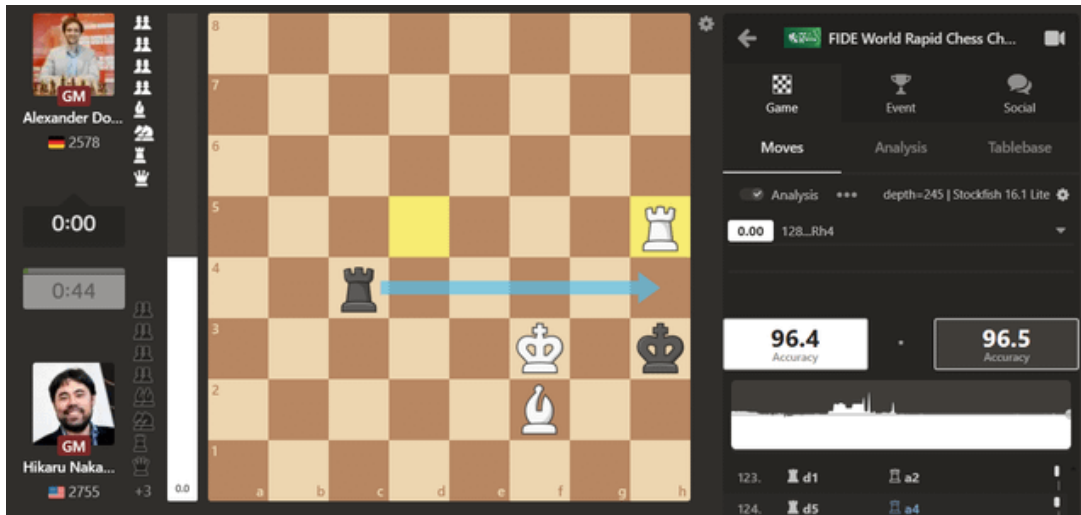 GM
Alexander Do...
2578
0:00
0:44
GM
Hikaru Naka...
2755
+3
0.0
8
7
6
5
4
3
2
1
a b c d e f g h
FIDE World Rapid Chess Ch...
Game Event Social
Moves Analysis Tablebase
Analysis ••• depth=245 | Stockfish 16.1 Lite
0.00 128...Rh4
96.4 96.5
Accuracy Accuracy
123. d1 a2
124. d5 a4